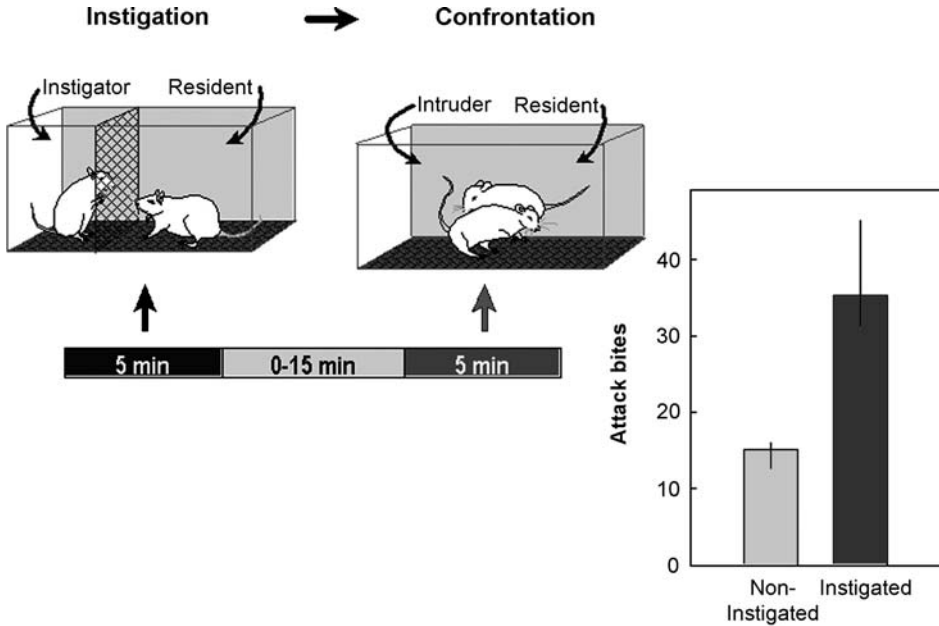 Instigation
Confrontation
Instigator
Resident
Intruder
Resident
5 min
0-15 min
5 min
Attack bites
40
30
20
10
0
Non-
Instigated
Instigated